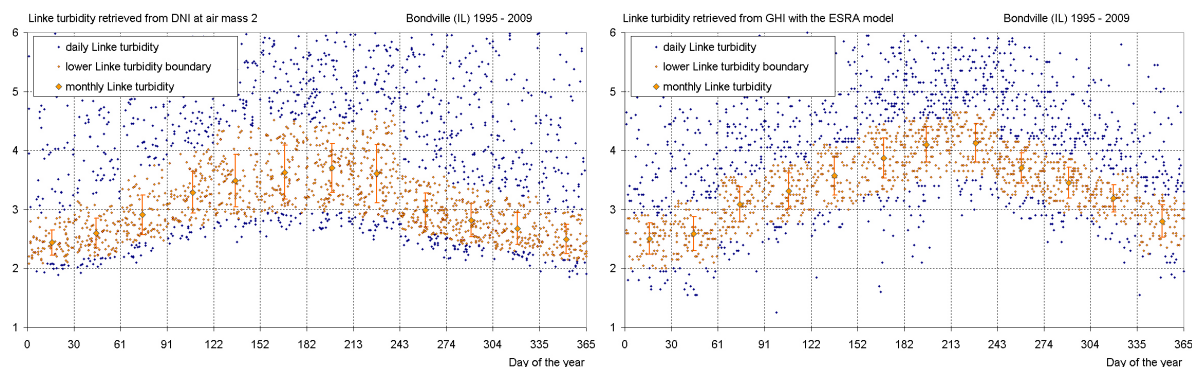 Linke turbidity retrieved from DNI at air mass 2 Bondville (IL) 1995 - 2009
6
daily Linke turbidity
lower Linke turbidity boundary
monthly Linke turbidity
5
4
3
2
1
0 30 61 91 122 152 183 213 243 274 304 335 365
Day of the year
Linke turbidity retrieved from GHI with the ESRA model Bondville (IL) 1995 - 2009
6
daily Linke turbidity
lower Linke turbidity boundary
monthly Linke turbidity
5
4
3
2
1
0 30 61 91 122 152 183 213 243 274 304 335 365
Day of the year